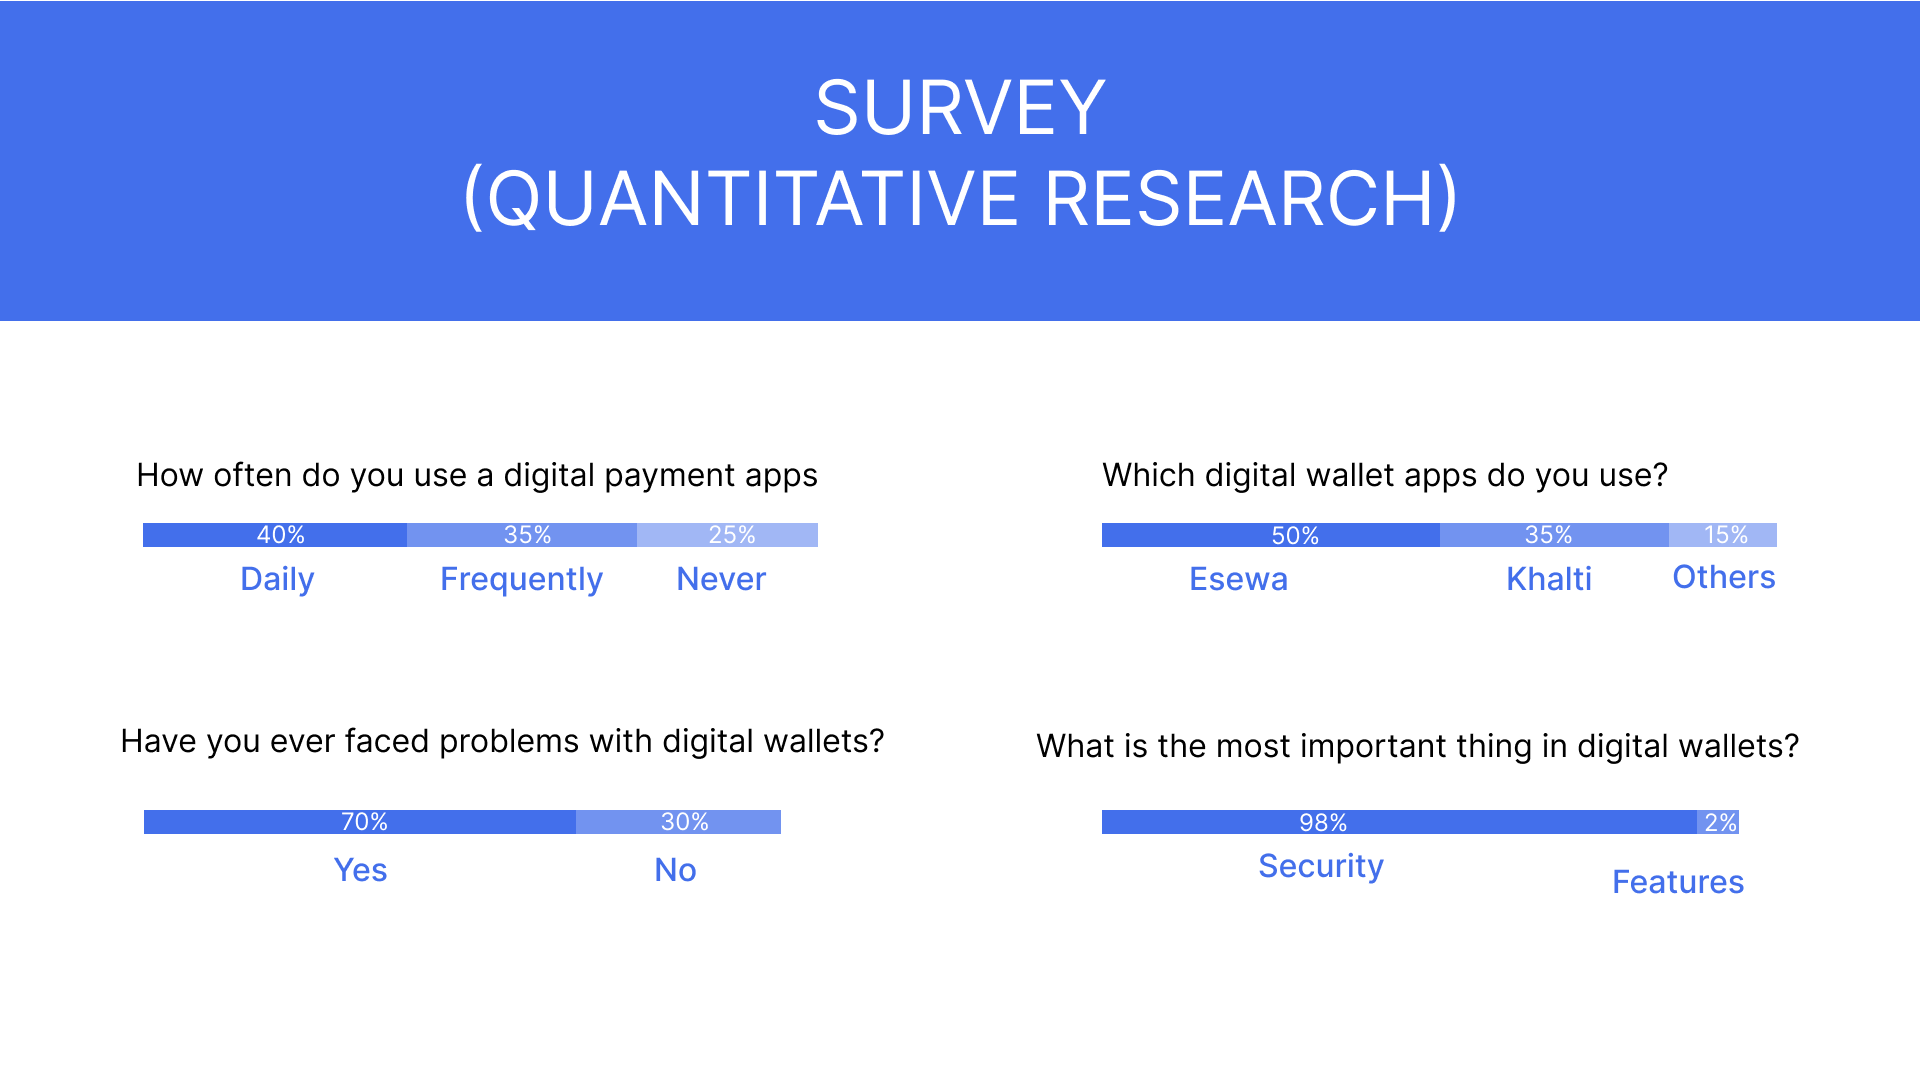 SURVEY
(QUANTITATIVE RESEARCH)
How often do you use a digital payment apps
40% 35% 25%
Daily Frequently Never
Which digital wallet apps do you use?
50% 35% 15%
Esewa Khalti Others
Have you ever faced problems with digital wallets?
70% 30%
Yes No
What is the most important thing in digital wallets?
98% 2%
Security
Features